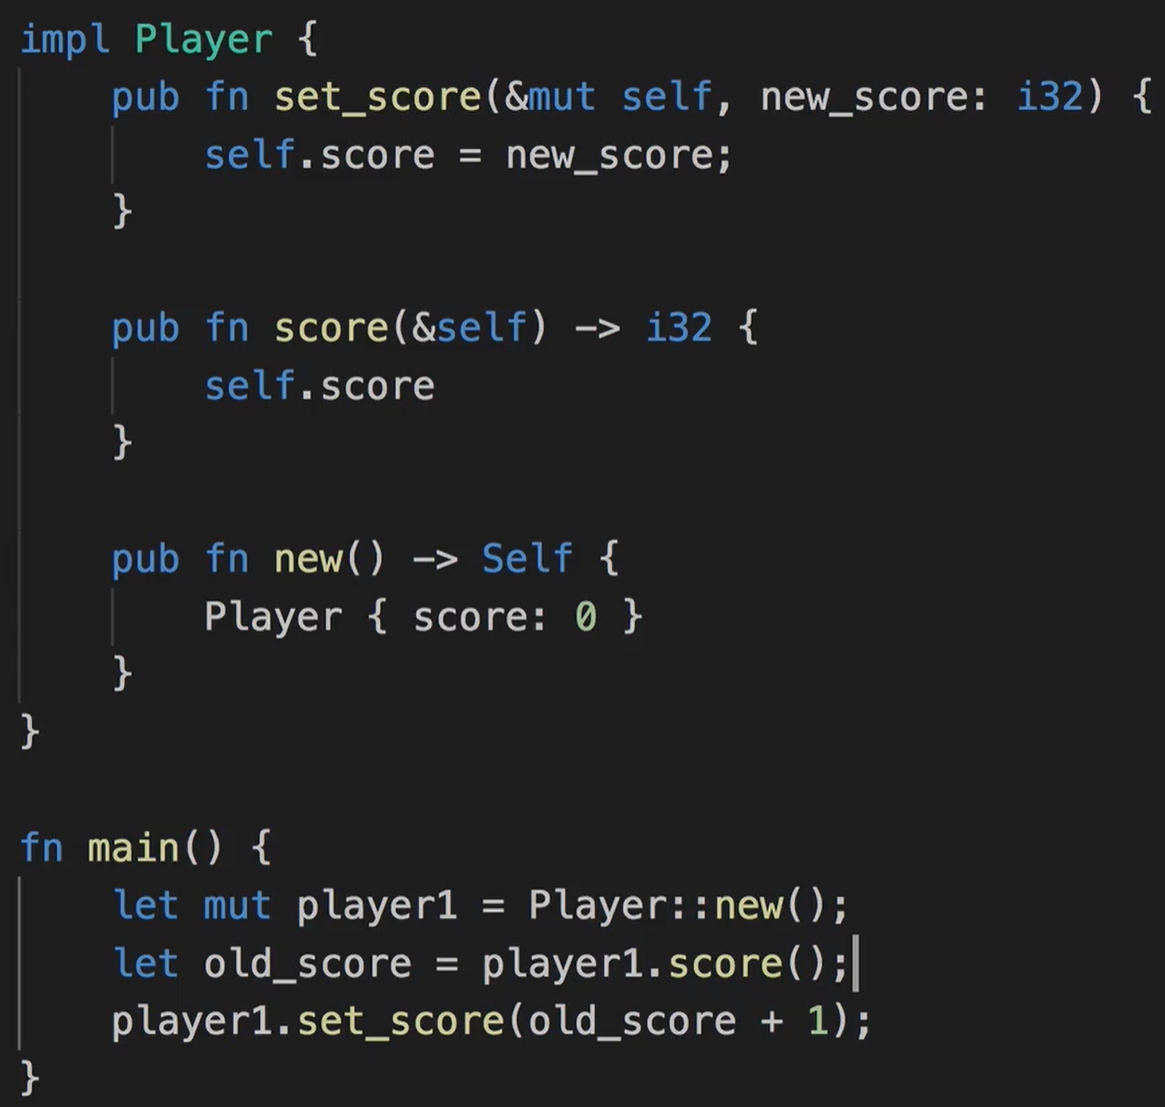 impl Player {
    pub fn set_score(&mut self, new_score: i32) {
        self.score = new_score;
    }

    pub fn score(&self) -> i32 {
        self.score
    }

    pub fn new() -> Self {
        Player { score: 0 }
    }
}

fn main() {
    let mut player1 = Player::new();
    let old_score = player1.score();
    player1.set_score(old_score + 1);
}